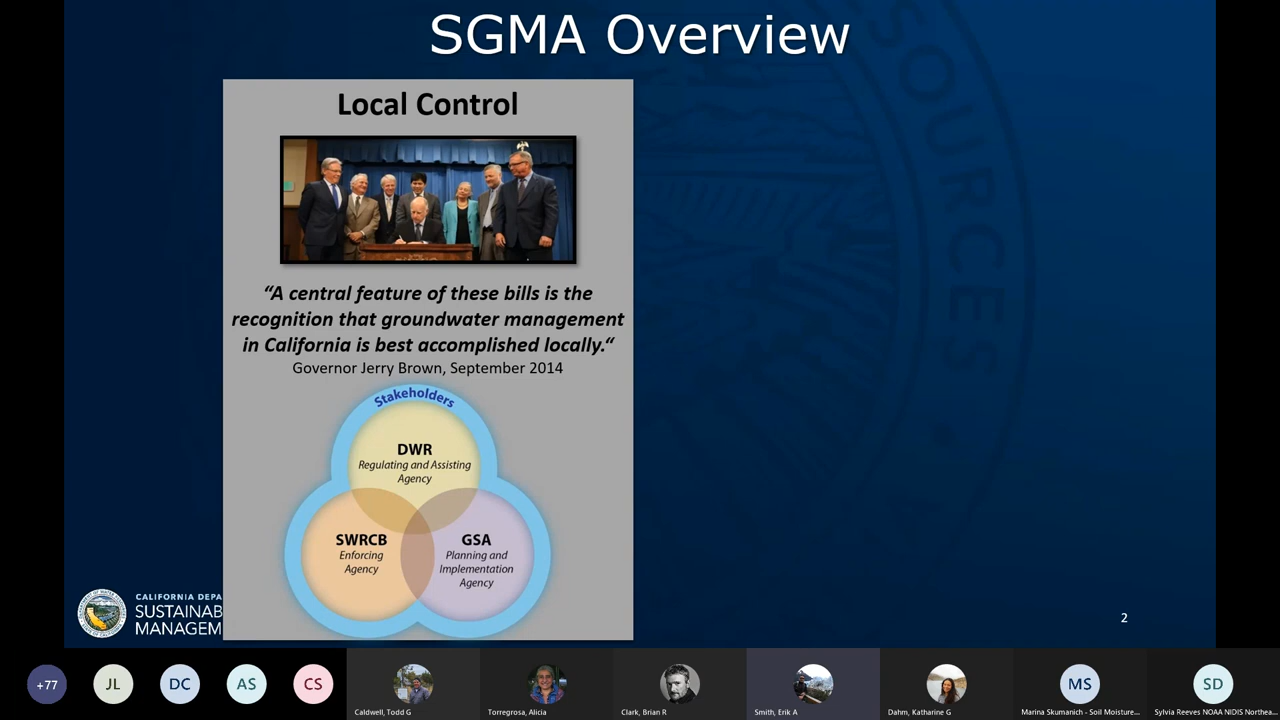 SGMA Overview
Local Control
“A central feature of these bills is the
recognition that groundwater management
in California is best accomplished locally.“
Governor Jerry Brown, September 2014
Stakeholders
DWR
Regulating and Assisting
Agency
SWRCB
Enforcing
Agency
GSA
Planning and
Implementation
Agency
CALIFORNIA DEPA
SUSTAINAB
MANAGEM
2
SOURCES
+77
JL
DC
AS
CS
Caldwell, Todd G
Torregrosa, Alicia
Clark, Brian R
Smith, Erik A
Dahm, Katharine G
MS
Marina Skumanich - Soil Moisture...
SD
Sylvia Reeves NOAA NIDIS Northea...